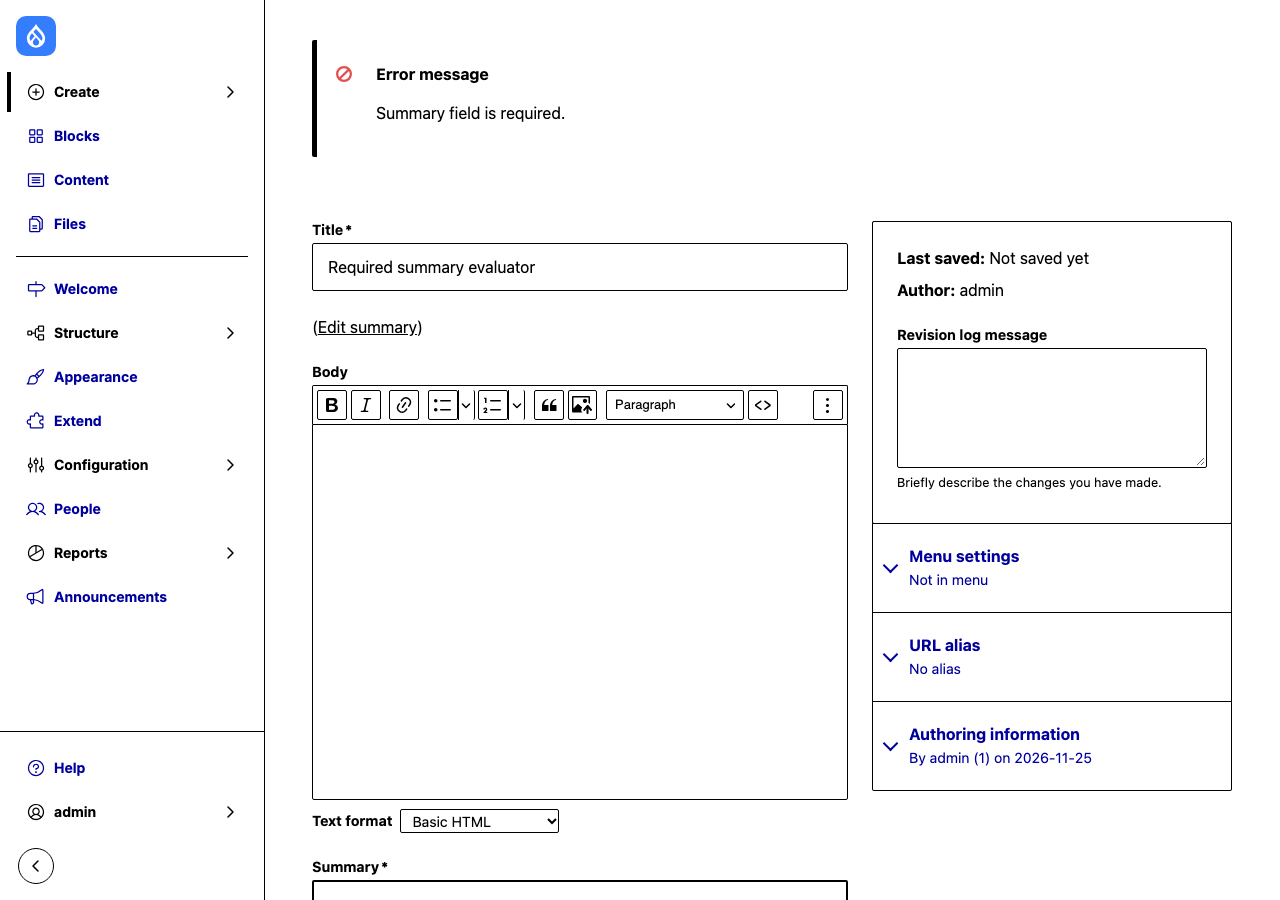 Create
Blocks
Content
Files
Welcome
Structure
Appearance
Extend
Configuration
People
Reports
Announcements
Help
admin
Error message
Summary field is required.
Title*
Required summary evaluator
(Edit summary)
Body
Paragraph
Text format
Basic HTML
Summary*
Last saved: Not saved yet
Author: admin
Revision log message
Briefly describe the changes you have made.
Menu settings
Not in menu
URL alias
No alias
Authoring information
By admin (1) on 2026-11-25